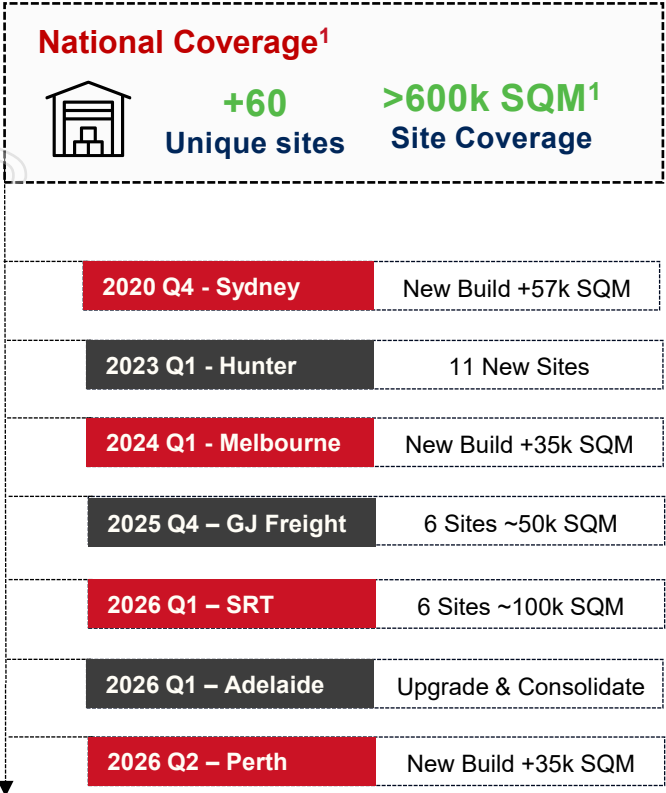 National Coverage¹
+60
Unique sites
>600k SQM¹
Site Coverage
2020 Q4 - Sydney
New Build +57k SQM
2023 Q1 - Hunter
11 New Sites
2024 Q1 - Melbourne
New Build +35k SQM
2025 Q4 – GJ Freight
6 Sites ~50k SQM
2026 Q1 – SRT
6 Sites ~100k SQM
2026 Q1 – Adelaide
Upgrade & Consolidate
2026 Q2 – Perth
New Build +35k SQM